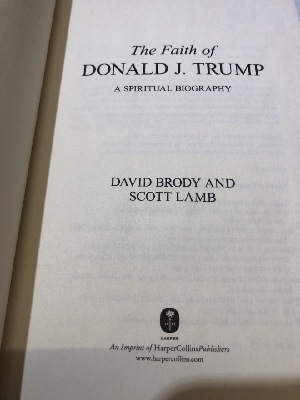 The Faith of
DONALD J. TRUMP
A SPIRITUAL BIOGRAPHY
DAVID BRODY AND
SCOTT LAMB
HARPER
An Imprint of HarperCollinsPublishers
www.harpercollins.com